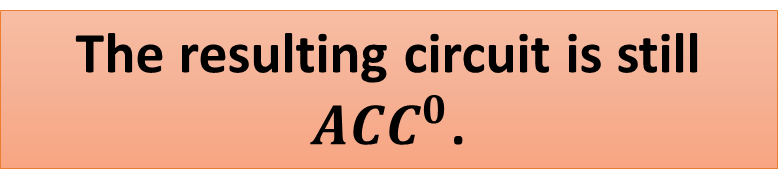 The resulting circuit is still
𝑨𝑪𝑪⁰.